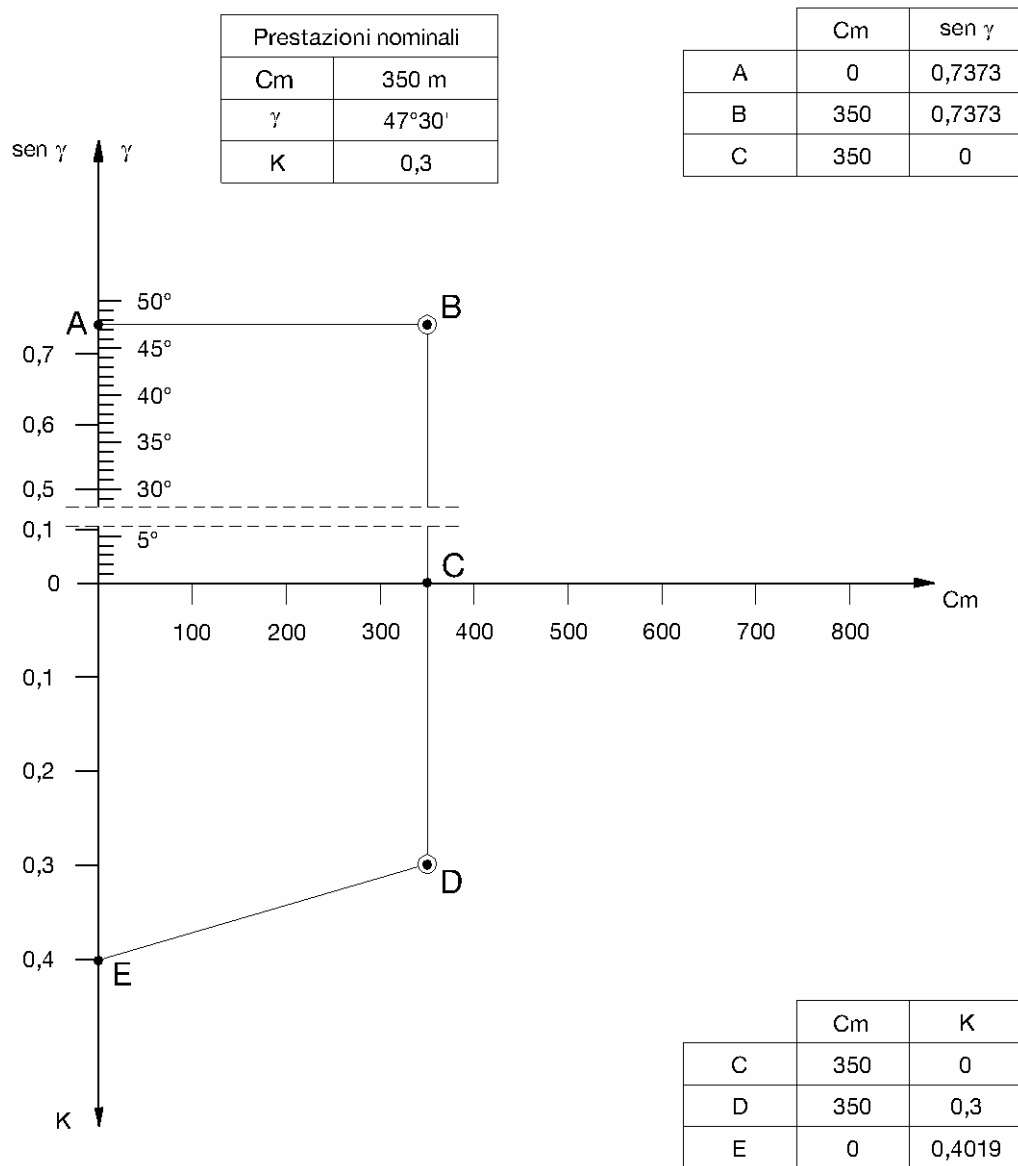 Prestazioni nominali
Cm 350 m
γ 47°30'
K 0,3
Cm sen γ
A 0 0,7373
B 350 0,7373
C 350 0
sen γ γ
50°
A B
0,7 45°
40°
0,6
35°
0,5 30°
0,1
5°
C
0
Cm
100 200 300 400 500 600 700 800
0,1
0,2
0,3
D
0,4
E
K
Cm K
C 350 0
D 350 0,3
E 0 0,4019